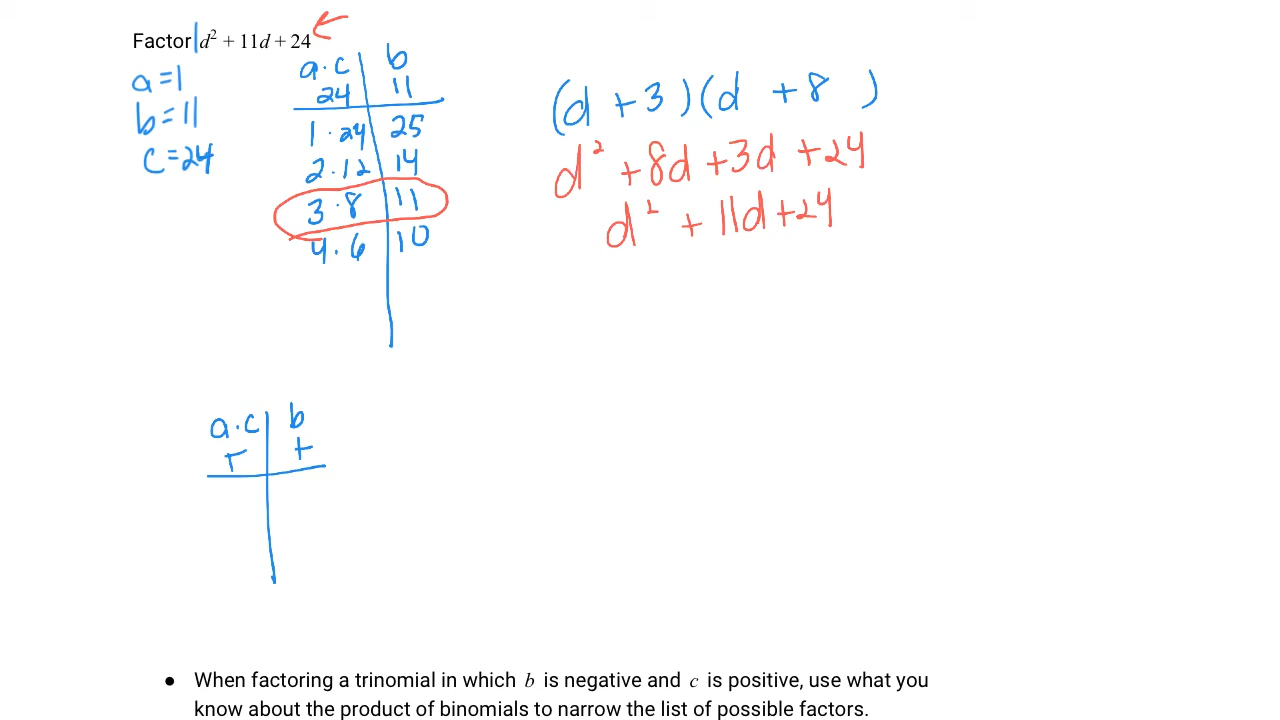 Factor d² + 11d + 24
a = 1
b = 11
c = 24
a · c b
24 11
1 · 24 25
2 · 12 14
3 · 8 11
4 · 6 10
(d + 3)(d + 8)
d² + 8d + 3d + 24
d² + 11d + 24
a · c b
+ +
● When factoring a trinomial in which b is negative and c is positive, use what you
know about the product of binomials to narrow the list of possible factors.